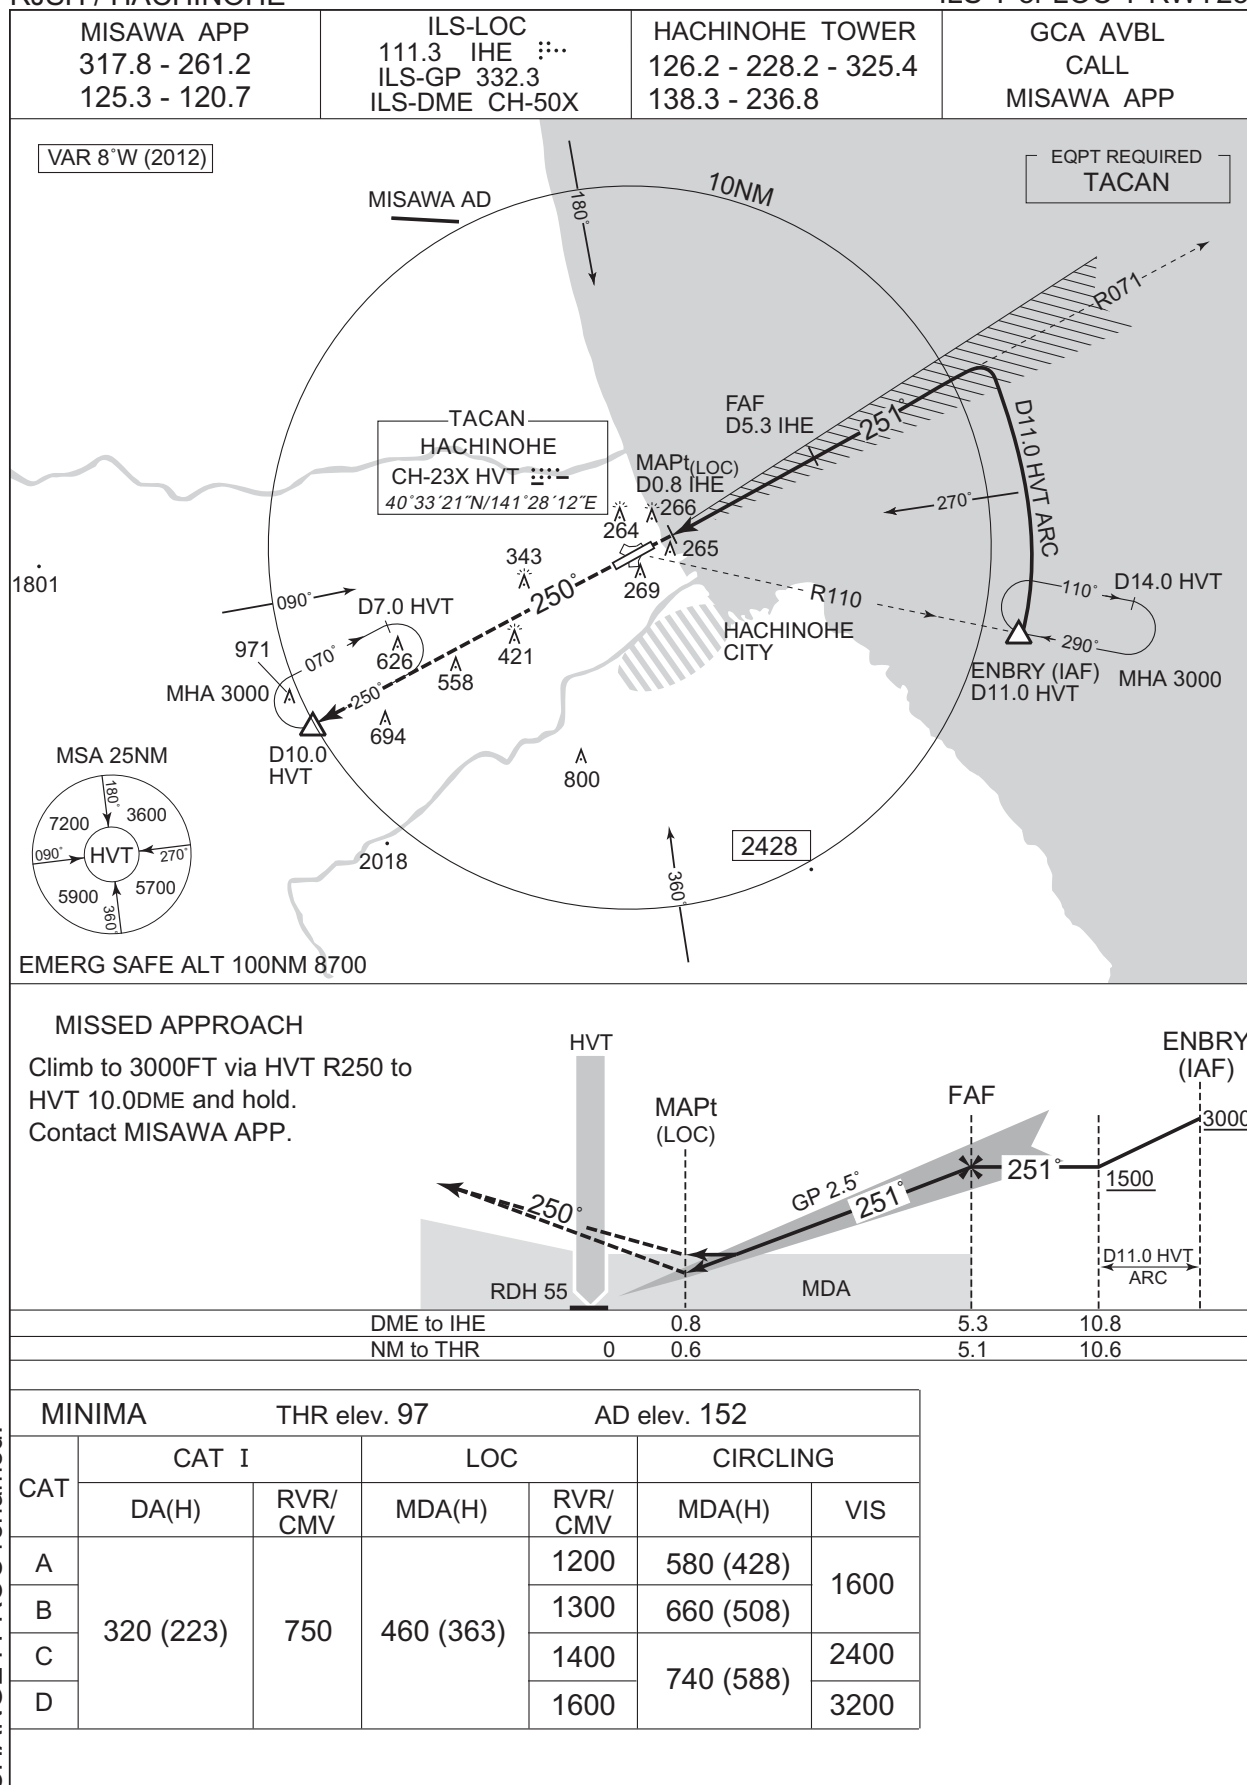 RJSH / HACHINOHE
MISAWA APP
317.8 - 261.2
125.3 - 120.7
ILS-LOC
111.3 IHE
ILS-GP 332.3
ILS-DME CH-50X
HACHINOHE TOWER
126.2 - 228.2 - 325.4
138.3 - 236.8
GCA AVBL
CALL
MISAWA APP
VAR 8°W (2012)
EQPT REQUIRED
TACAN
MISAWA AD
180°
10NM
R071
FAF
D5.3 IHE
251°
D11.0 HVT ARC
TACAN
HACHINOHE
CH-23X HVT
40°33´21˝N/141°28´12˝E
MAPt(LOC)
D0.8 IHE
266
264
265
269
270°
343
1801
090°
D7.0 HVT
250°
R110
110°
D14.0 HVT
971
070°
626
421
558
HACHINOHE
CITY
290°
MHA 3000
250°
ENBRY (IAF)
D11.0 HVT
MHA 3000
694
D10.0
HVT
800
MSA 25NM
180°
7200
3600
090°
HVT
270°
5900
5700
360°
2018
2428
360°
EMERG SAFE ALT 100NM 8700
MISSED APPROACH
Climb to 3000FT via HVT R250 to
HVT 10.0DME and hold.
Contact MISAWA APP.
HVT
MAPt
(LOC)
FAF
ENBRY
(IAF)
3000
250°
GP 2.5°
251°
251°
1500
D11.0 HVT
ARC
RDH 55
MDA
DME to IHE 0.8 5.3 10.8
NM to THR 0 0.6 5.1 10.6
MINIMA THR elev. 97 AD elev. 152
CAT CAT I LOC CIRCLING
DA(H) RVR/CMV MDA(H) RVR/CMV MDA(H) VIS
A 320 (223) 750 460 (363) 1200 580 (428) 1600
B 1300 660 (508)
C 1400 740 (588) 2400
D 1600 3200